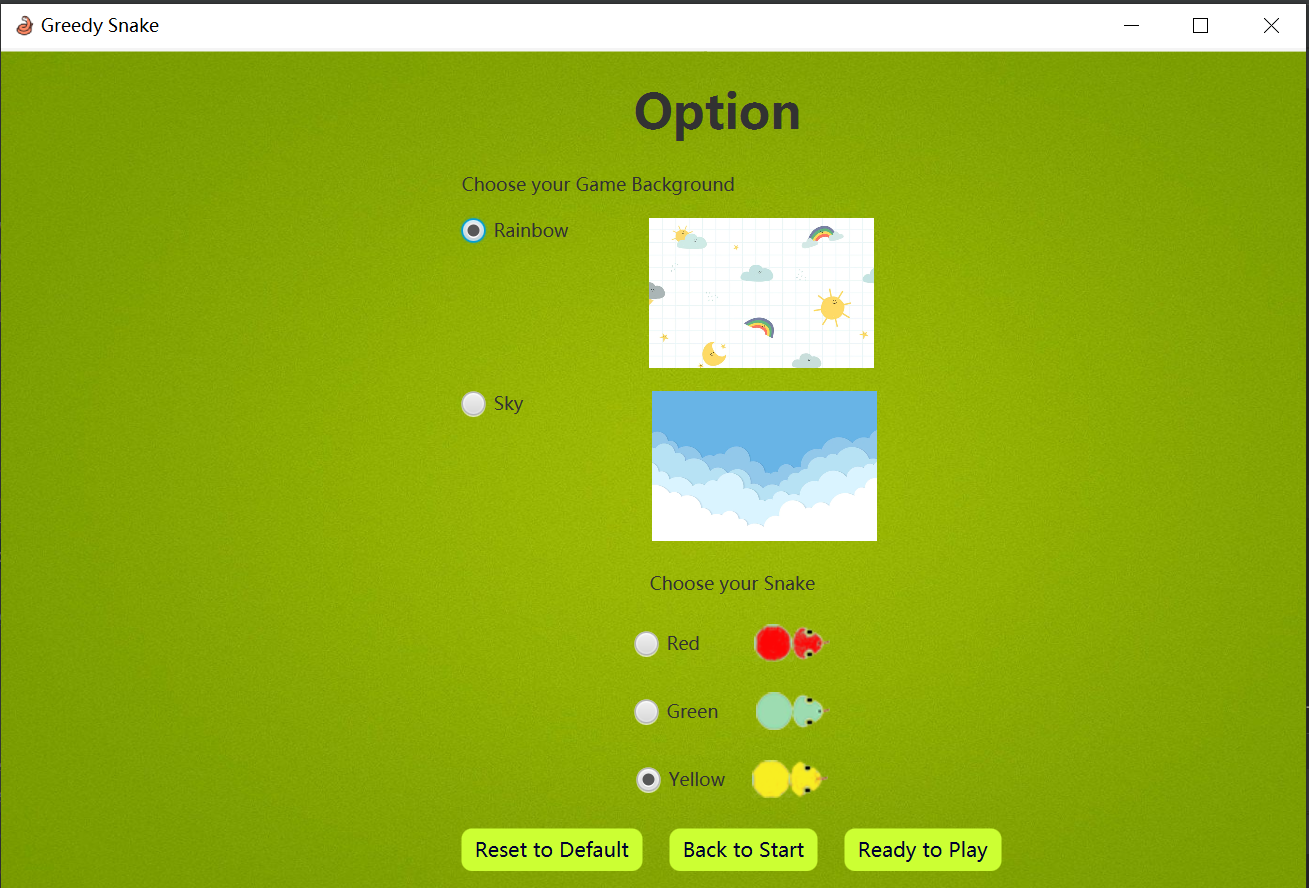 Greedy Snake
Option
Choose your Game Background
Rainbow
Sky
Choose your Snake
Red
Green
Yellow
Reset to Default
Back to Start
Ready to Play